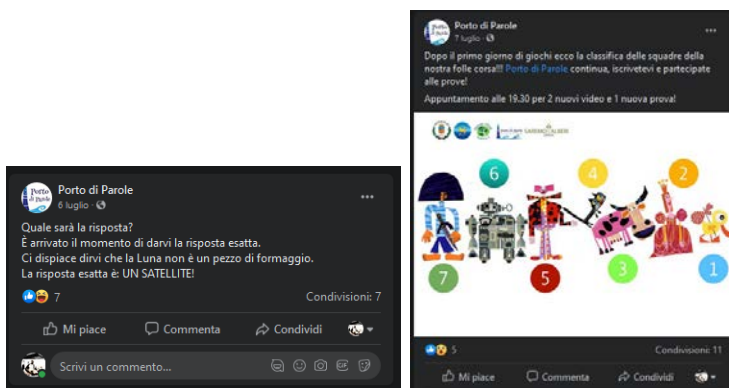 Porto di Parole
6 luglio
Quale sarà la risposta?
È arrivato il momento di darvi la risposta esatta.
Ci dispiace dirvi che la Luna non è un pezzo di formaggio.
La risposta esatta è: UN SATELLITE!
7
Condivisioni: 7
Mi piace
Commenta
Condividi
Scrivi un commento...
GIF
Porto di Parole
7 luglio
Dopo il primo giorno di giochi ecco la classifica delle squadre della
nostra folle corsa!!! Porto di Parole continua, iscrivetevi e partecipate
alle prove!
Appuntamento alle 19.30 per 2 nuovi video e 1 nuova prova!
6
4
2
7
5
3
1
5
Condivisioni: 11
Mi piace
Commenta
Condividi